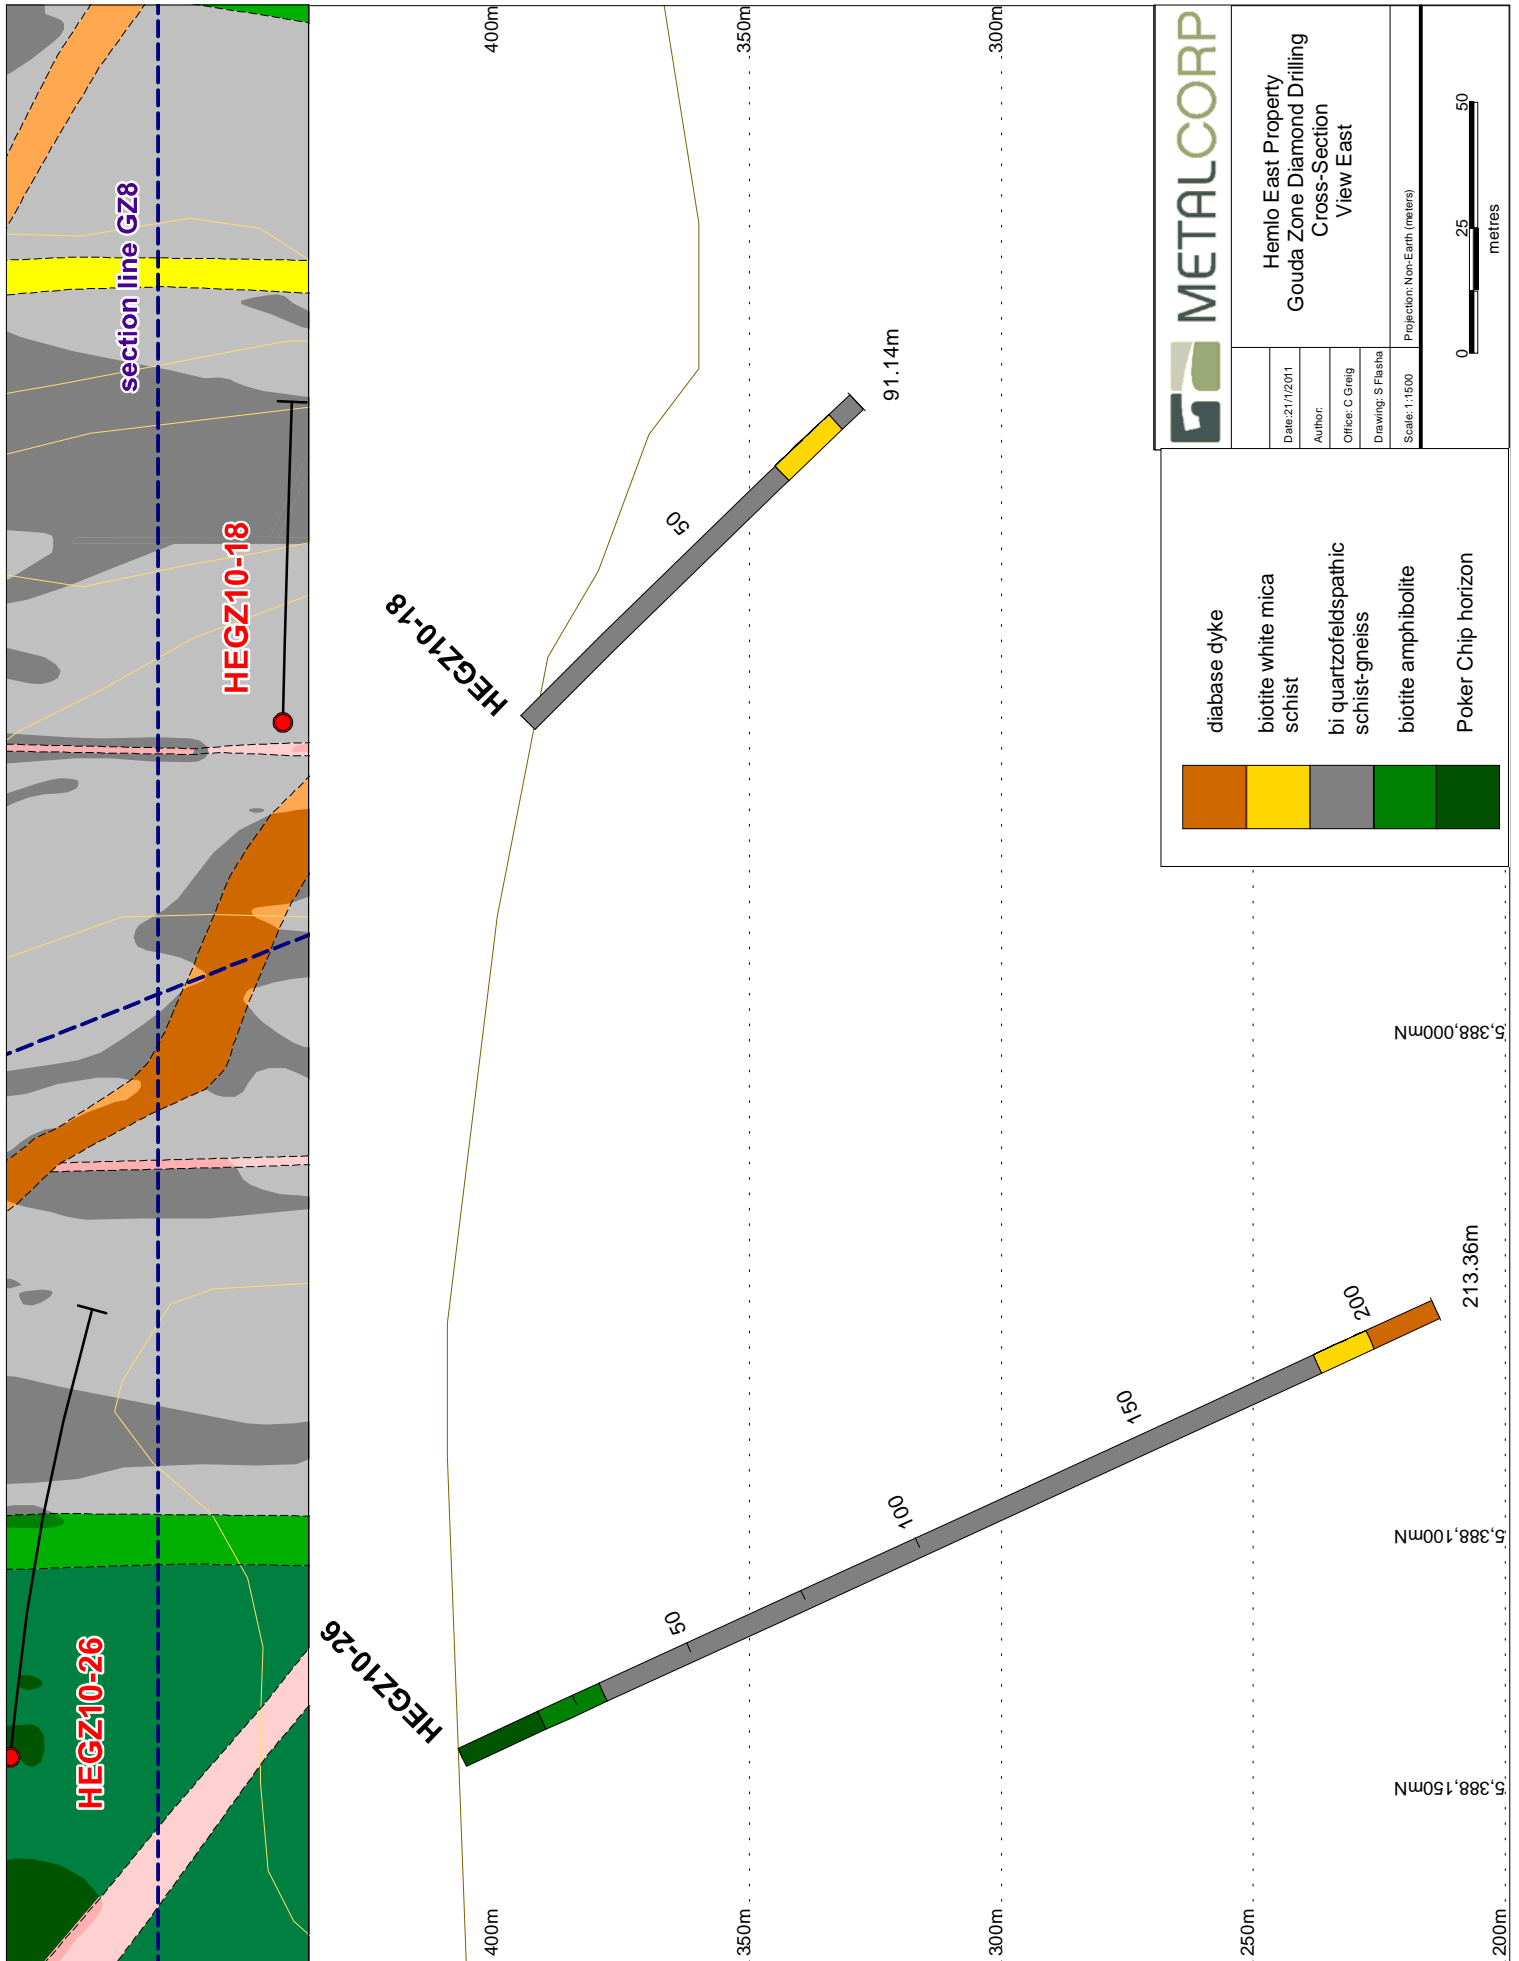 section line GZ8
HEGZ10-18
HEGZ10-26
400m
350m
300m
400m
350m
300m
250m
200m
HEGZ10-26
50
100
150
200
213.36m
HEGZ10-18
50
91.14m
5,388,150mN
5,388,100mN
5,388,000mN
diabase dyke
biotite white mica
schist
bi quartzofeldspathic
schist-gneiss
biotite amphibolite
Poker Chip horizon
METALCORP
Hemlo East Property
Gouda Zone Diamond Drilling
Cross-Section
View East
Date:21/1/2011
Author:
Office: C Greig
Drawing: S Flasha
Scale: 1:1500
Projection: Non-Earth (meters)
0 25 50
metres